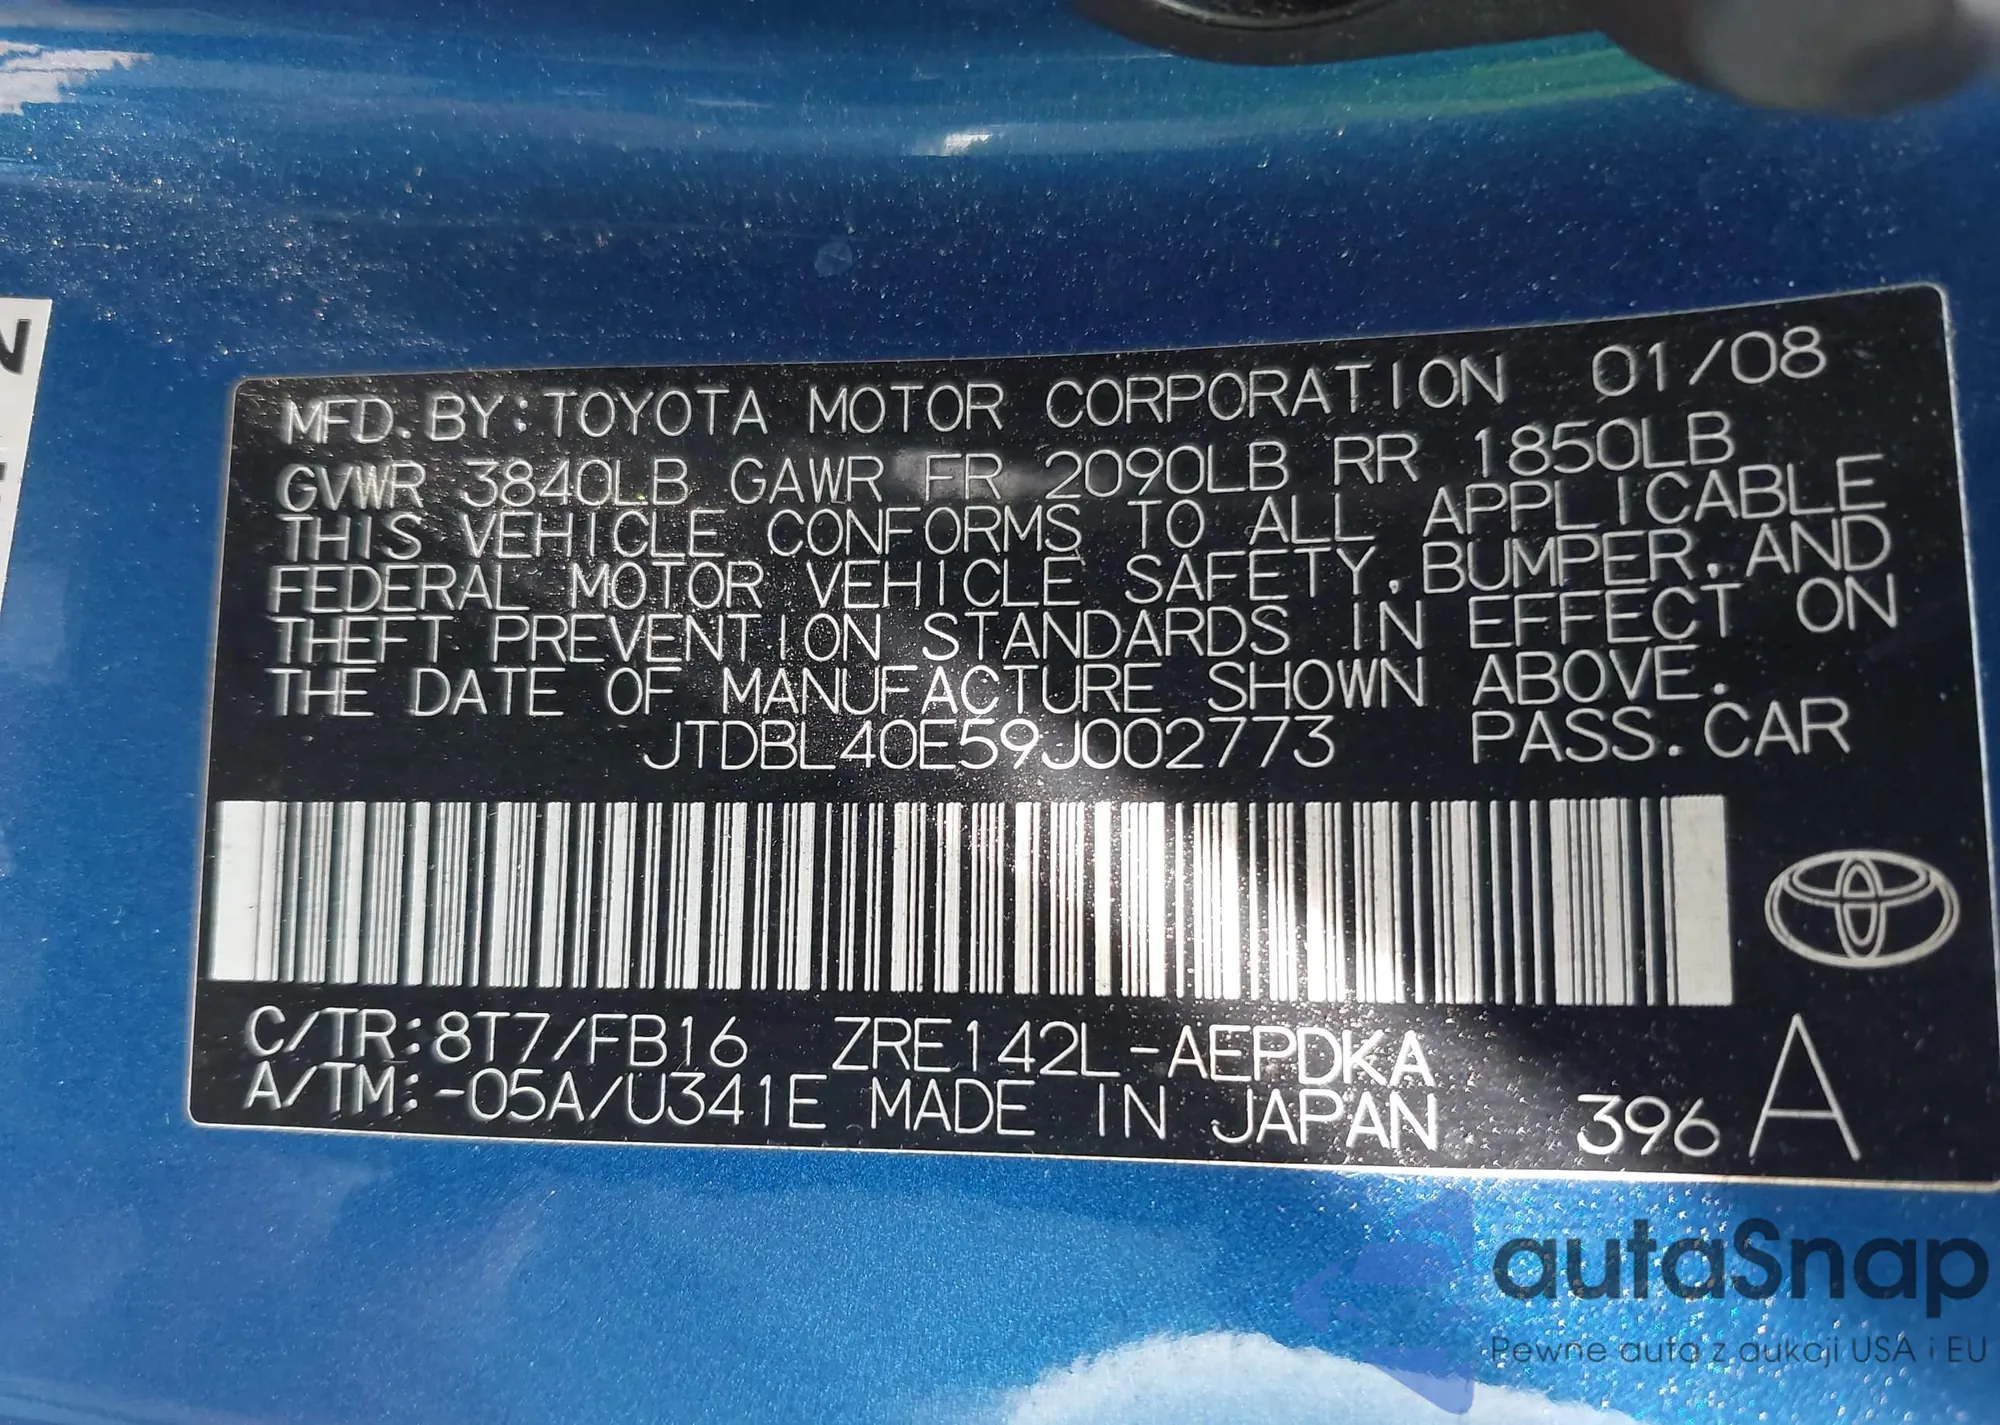 N
MFD. BY: TOYOTA MOTOR CORPORATION 01/08
GVWR 3840LB GAWR FR 2090LB RR 1850LB
THIS VEHICLE CONFORMS TO ALL APPLICABLE
FEDERAL MOTOR VEHICLE SAFETY, BUMPER, AND
THEFT PREVENTION STANDARDS IN EFFECT ON
THE DATE OF MANUFACTURE SHOWN ABOVE.
JTDBL40E59J002773 PASS. CAR
C/TR: 8T7/FB16 ZRE142L-AEPDKA
A/TM: -05A/U341E MADE IN JAPAN 396 A
autaSnap
Pewne auta z aukcji USA i EU